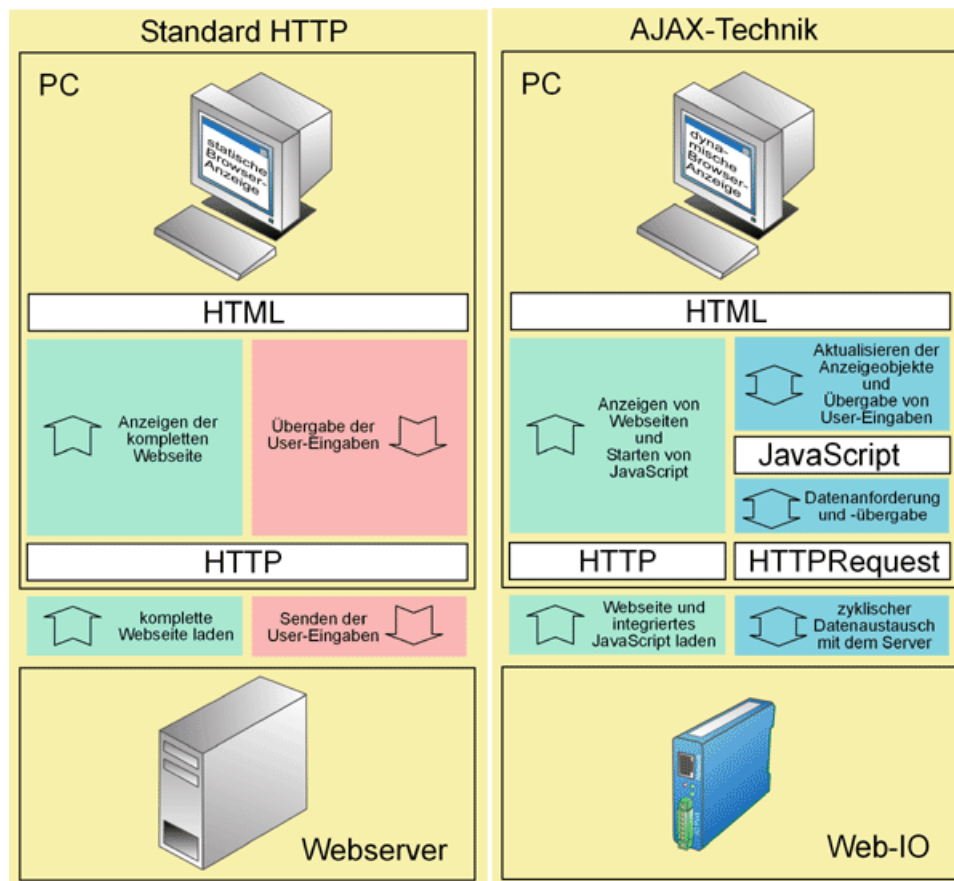 Standard HTTP
PC
statische
Browser-
Anzeige
HTML
Anzeigen der
kompletten
Webseite
Übergabe der
User-Eingaben
HTTP
komplette
Webseite laden
Senden der
User-Eingaben
Webserver
AJAX-Technik
PC
dyna-
mische
Browser-
Anzeige
HTML
Anzeigen von
Webseiten
und
Starten von
JavaScript
Aktualisieren der
Anzeigeobjekte
und
Übergabe von
User-Eingaben
JavaScript
Datenanforderung
und -übergabe
HTTP
HTTPRequest
Webseite und
integriertes
JavaScript laden
zyklischer
Datenaustausch
mit dem Server
Web-IO